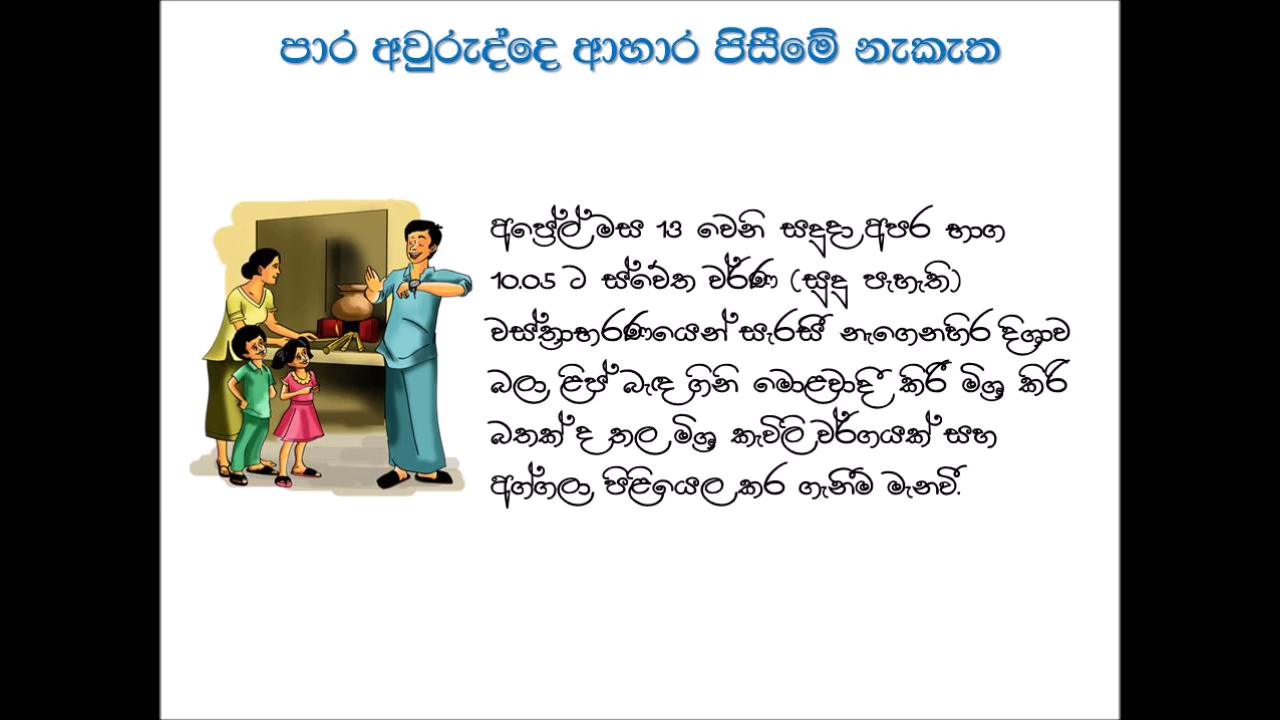 පාර අවුරුද්දෙ ආහාර පිසීමේ නැකැත
අප්‍රේල් මස 13 වෙනි සඳුදා අපර භාග
10.05 ට ස්වේත වර්ණ (සුදු පැහැති)
වස්ත්‍රාභරණයෙන් සැරසී නැගෙනහිර දිශාව
බලා ළිප් බැඳ ගිනි මොළවාදී කිරි මිශ්‍ර කිරි
බතක් ද තල මිශ්‍ර කැවිලි වර්ගයක් සහ
අග්ගලා පිළියෙල කර ගැනීම මැනවී.